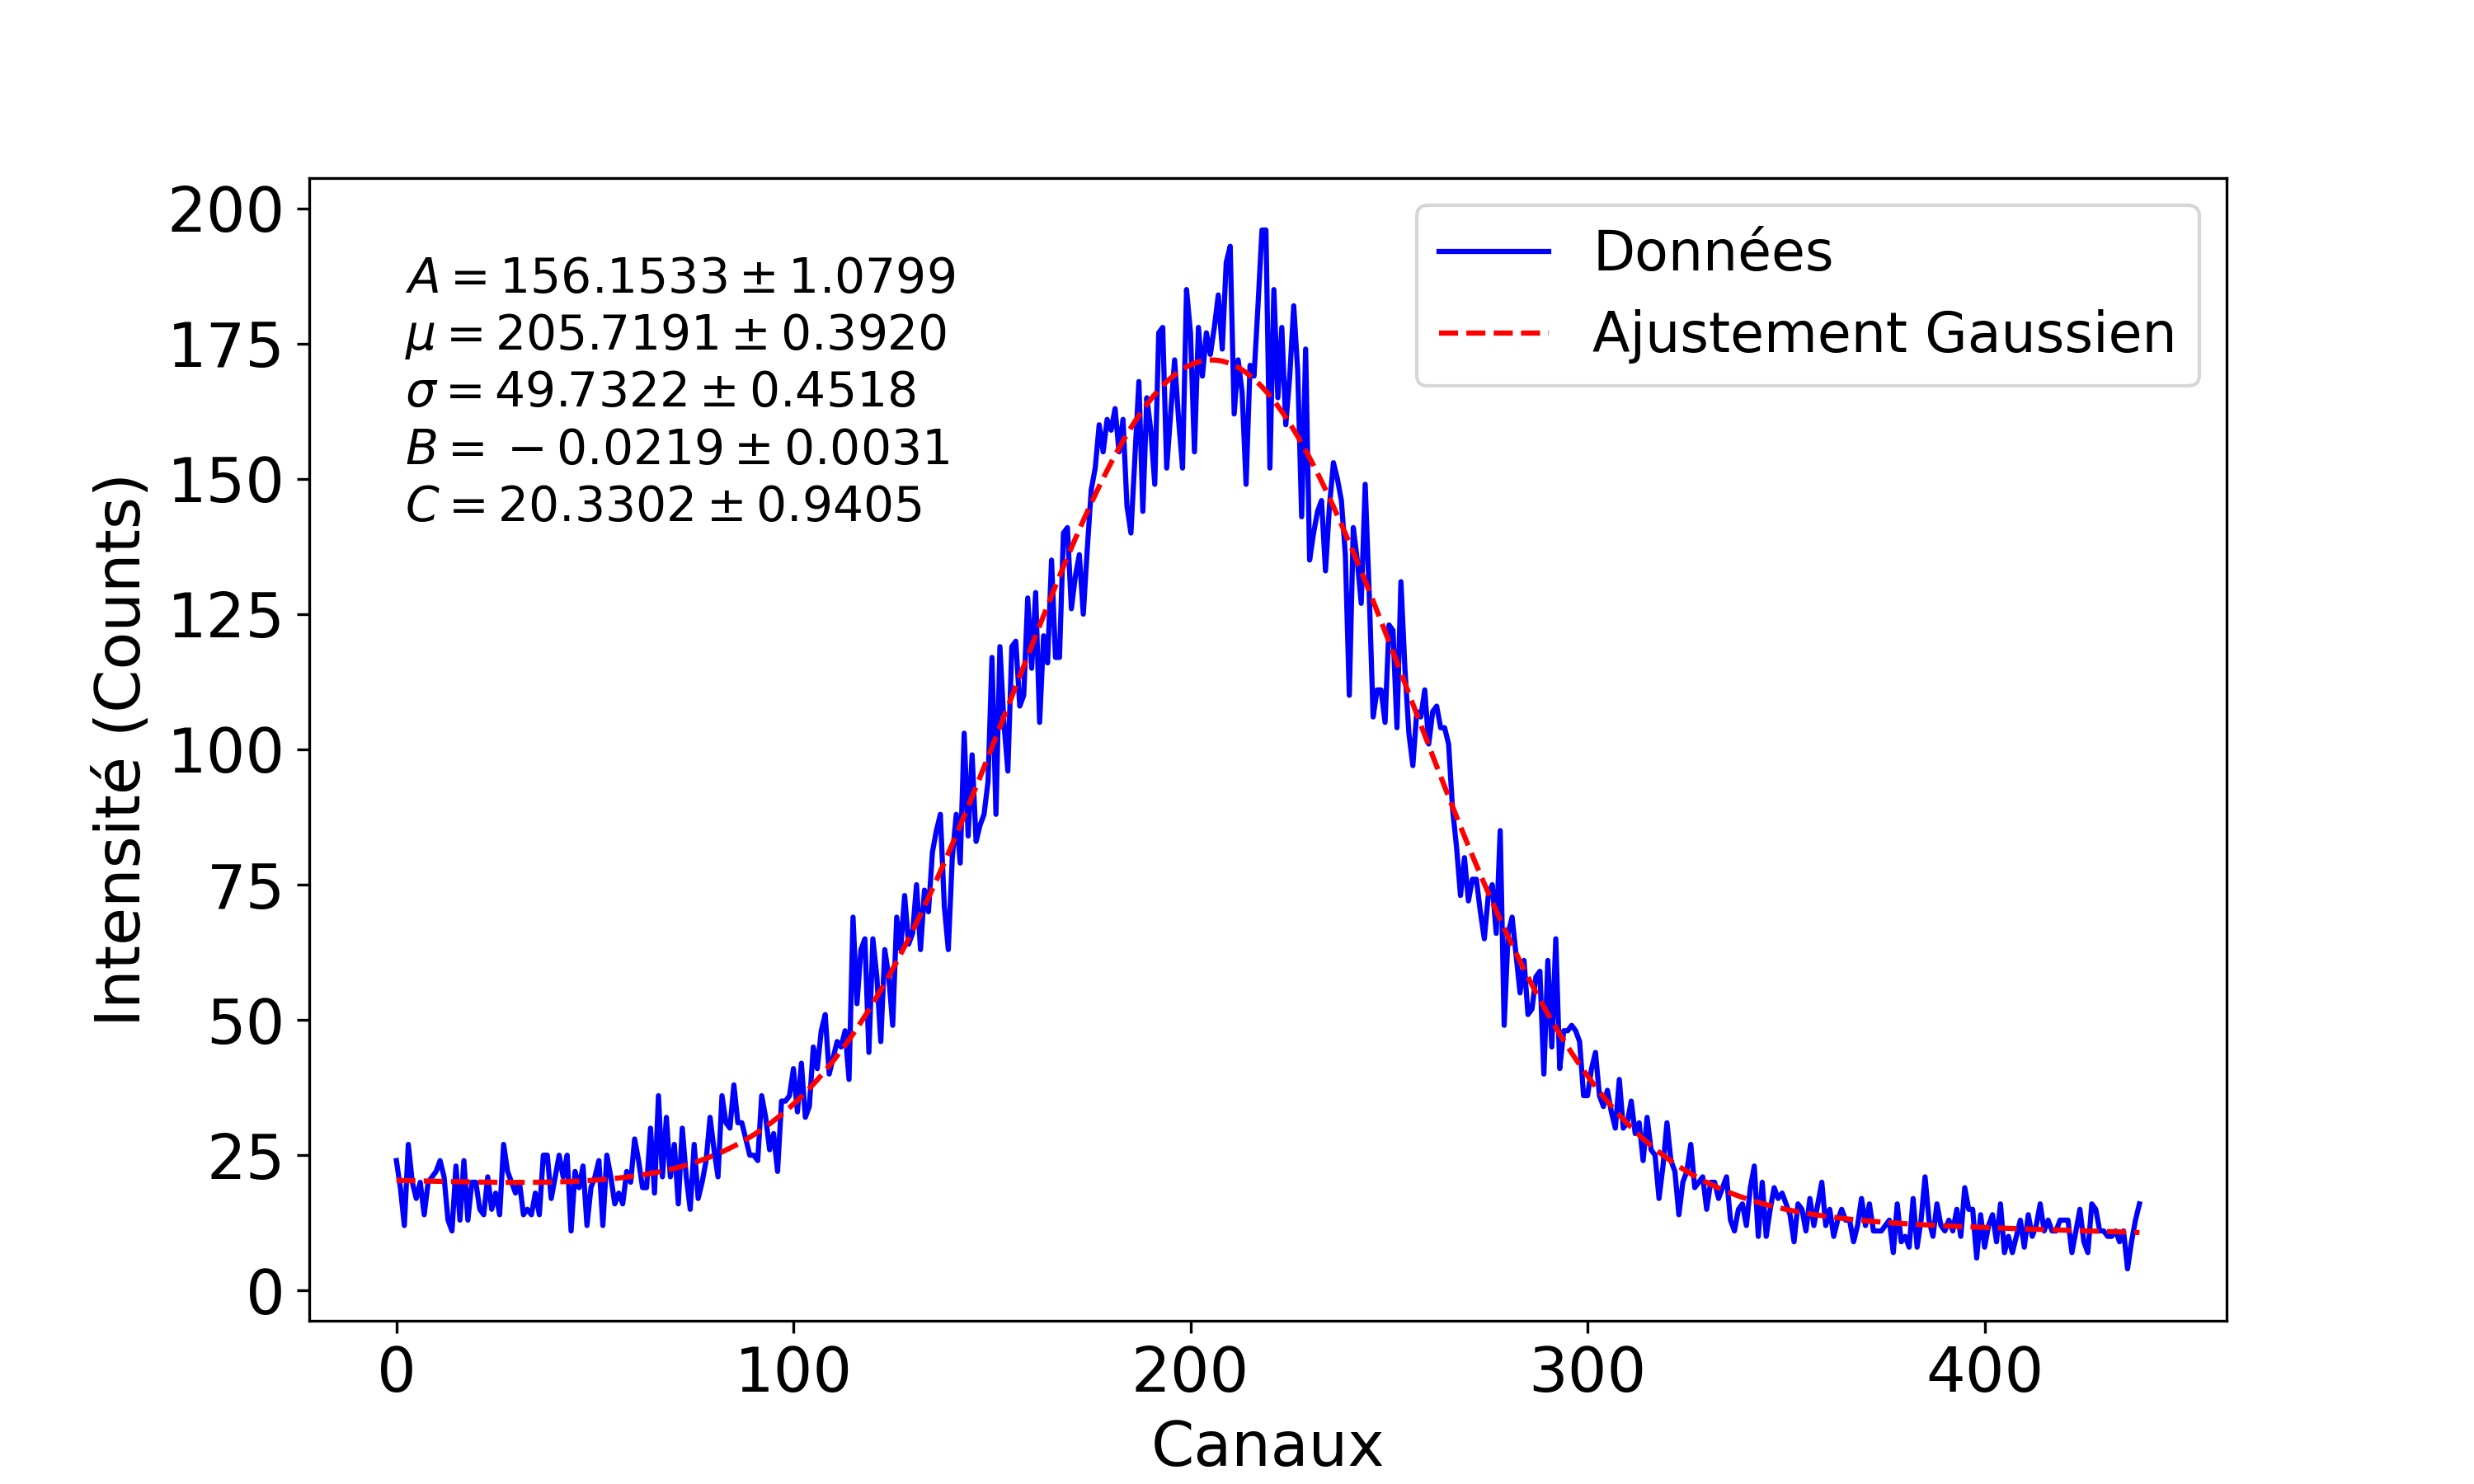 A = 156.1533 ± 1.0799
μ = 205.7191 ± 0.3920
σ = 49.7322 ± 0.4518
B = −0.0219 ± 0.0031
C = 20.3302 ± 0.9405
Données
Ajustement Gaussien
Intensité (Counts)
200
175
150
125
100
75
50
25
0
0 100 200 300 400
Canaux